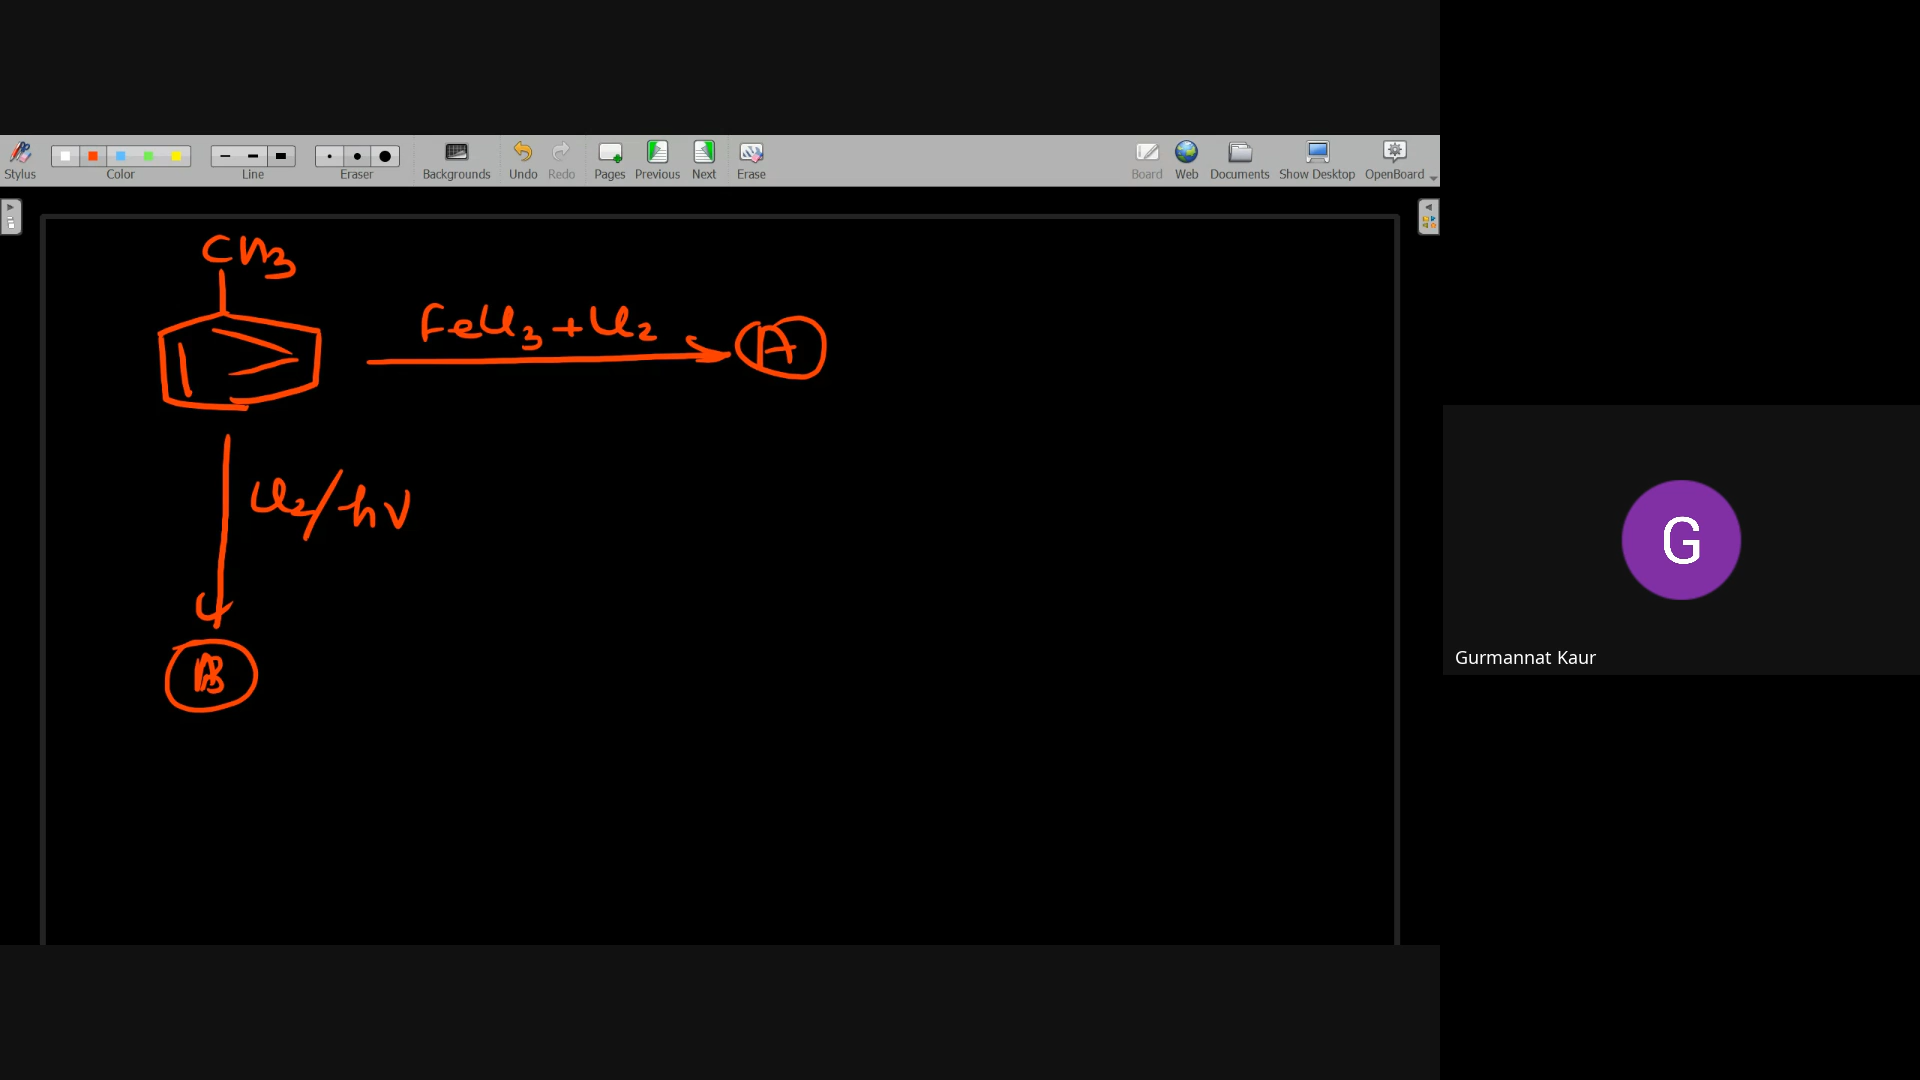 Stylus Color Line Eraser Backgrounds Undo Redo Pages Previous Next Erase Board Web Documents Show Desktop OpenBoard
CH3
FeCl3 + Cl2
A
Cl2/hν
B
G
Gurmannat Kaur